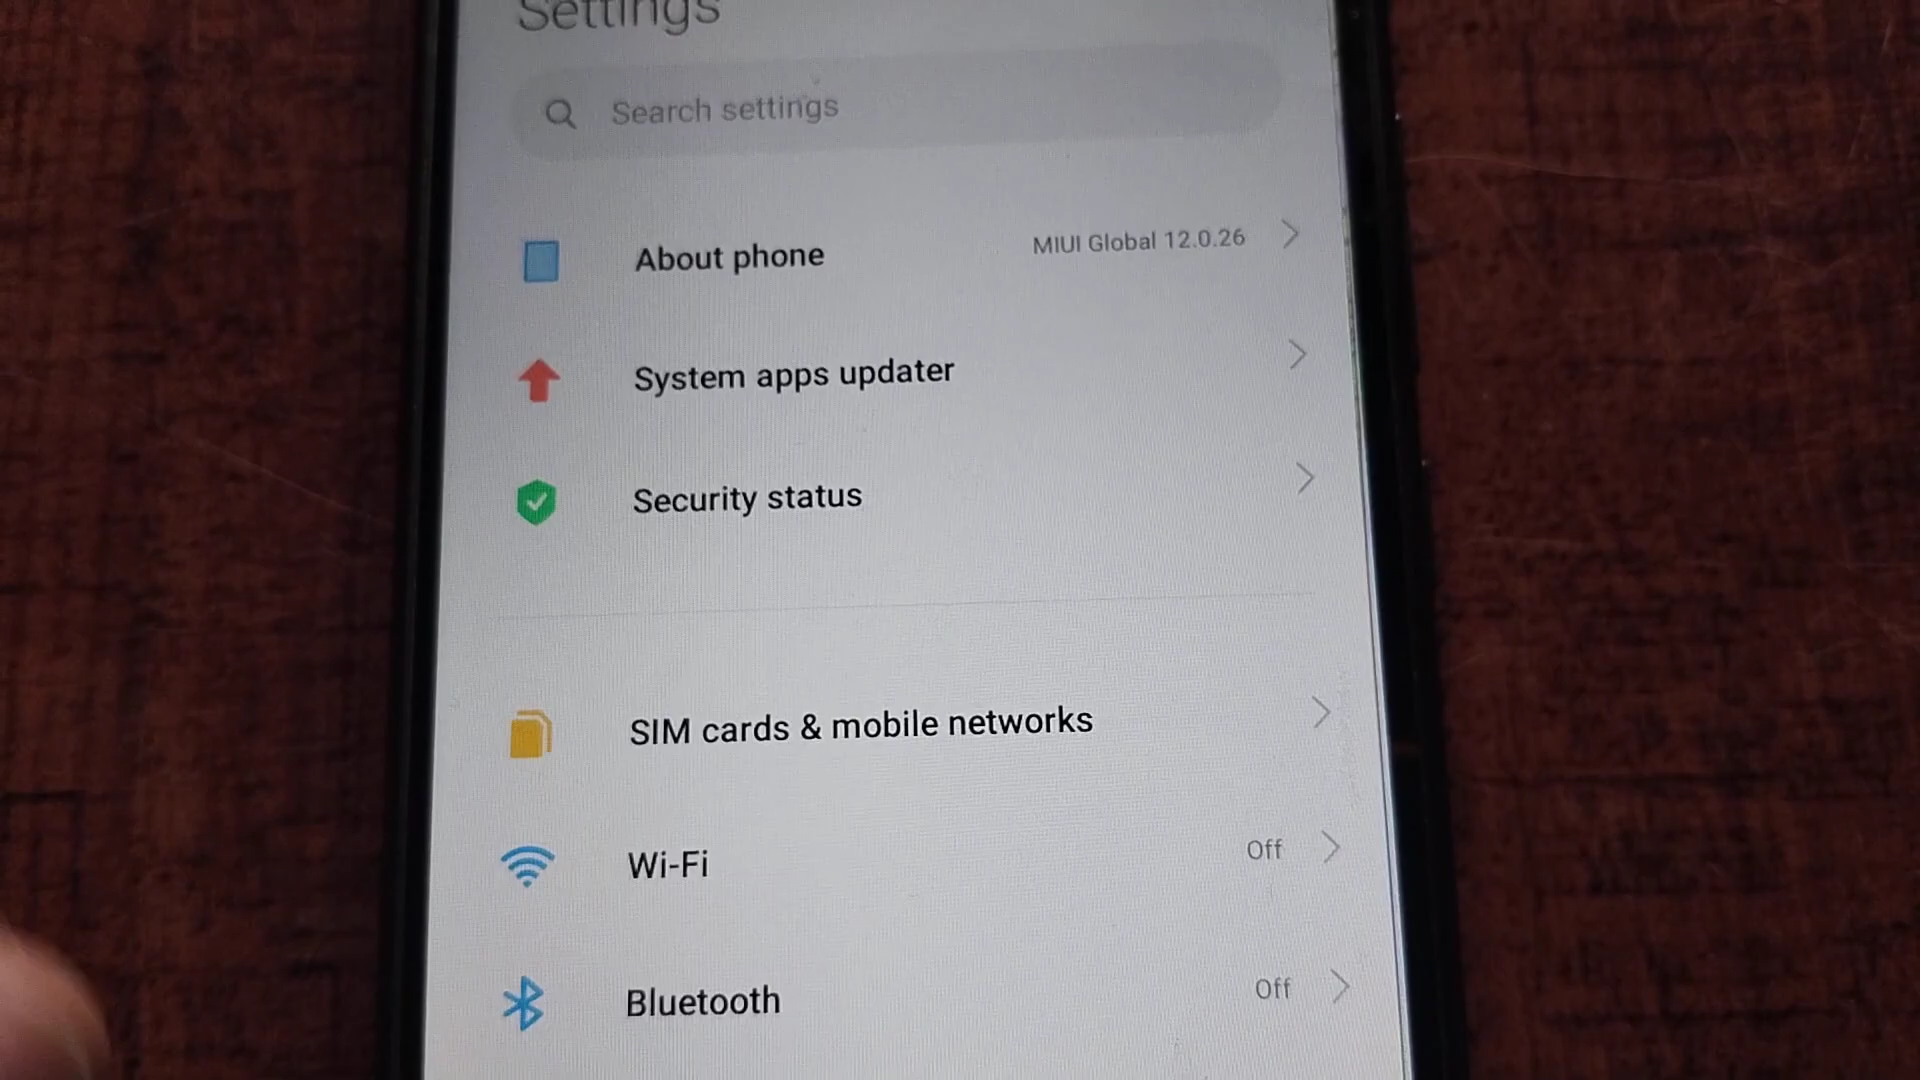 Settings
Search settings
About phone MIUI Global 12.0.26
System apps updater
Security status
SIM cards & mobile networks
Wi-Fi Off
Bluetooth Off